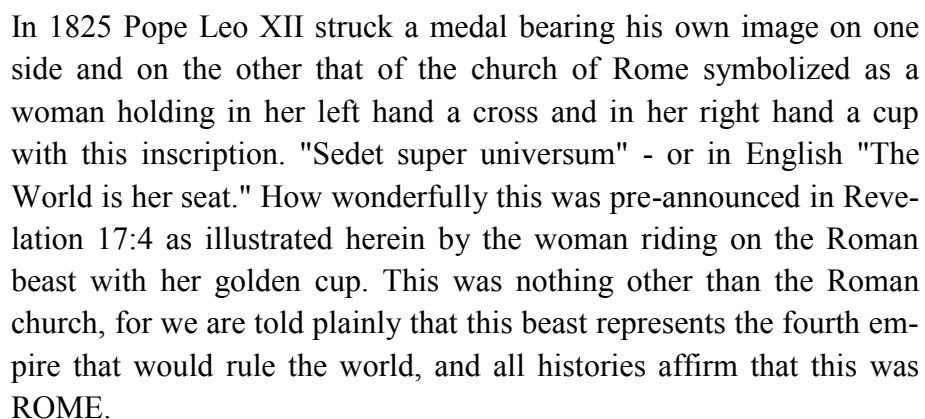 In 1825 Pope Leo XII struck a medal bearing his own image on one
side and on the other that of the church of Rome symbolized as a
woman holding in her left hand a cross and in her right hand a cup
with this inscription. "Sedet super universum" - or in English "The
World is her seat." How wonderfully this was pre-announced in Reve-
lation 17:4 as illustrated herein by the woman riding on the Roman
beast with her golden cup. This was nothing other than the Roman
church, for we are told plainly that this beast represents the fourth em-
pire that would rule the world, and all histories affirm that this was
ROME.